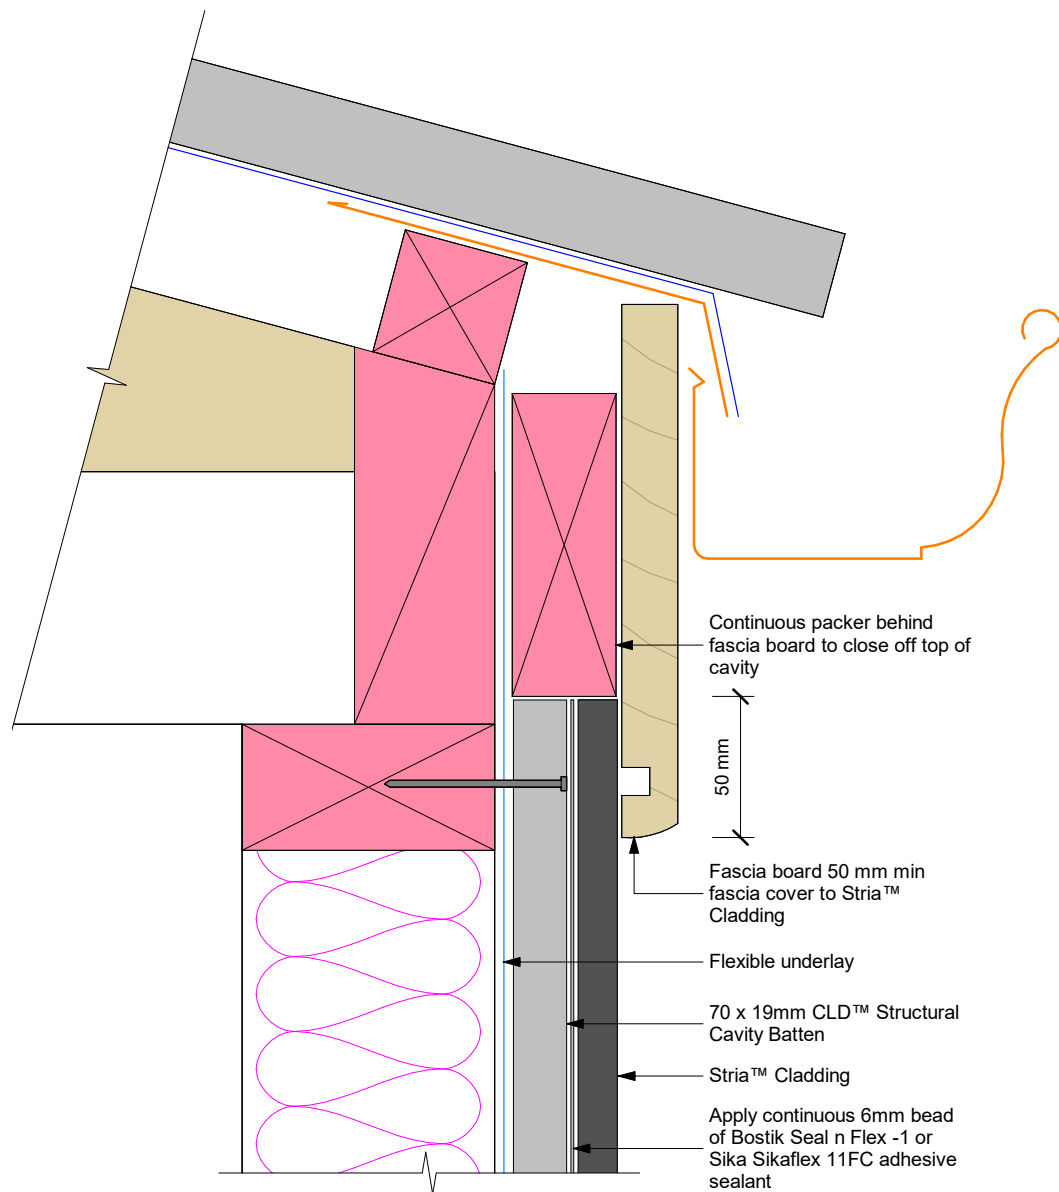 Continuous packer behind
fascia board to close off top of
cavity
50 mm
Fascia board 50 mm min
fascia cover to Stria™
Cladding
Flexible underlay
70 x 19mm CLD™ Structural
Cavity Batten
Stria™ Cladding
Apply continuous 6mm bead
of Bostik Seal n Flex -1 or
Sika Sikaflex 11FC adhesive
sealant